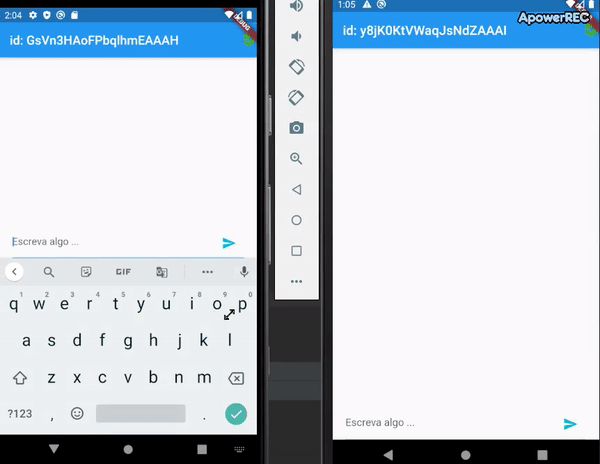 2:04
DEBUG
id: GsVn3HAoFPbqlhmEAAAH
Escreva algo ...
GIF
1 2 3 4 5 6 7 8 9 0
q w e r t y u i o p
a s d f g h j k l
z x c v b n m
?123 , .
1:05
ApowerREC
id: y8jK0KtVWaqJsNdZAAAI
Escreva algo ...